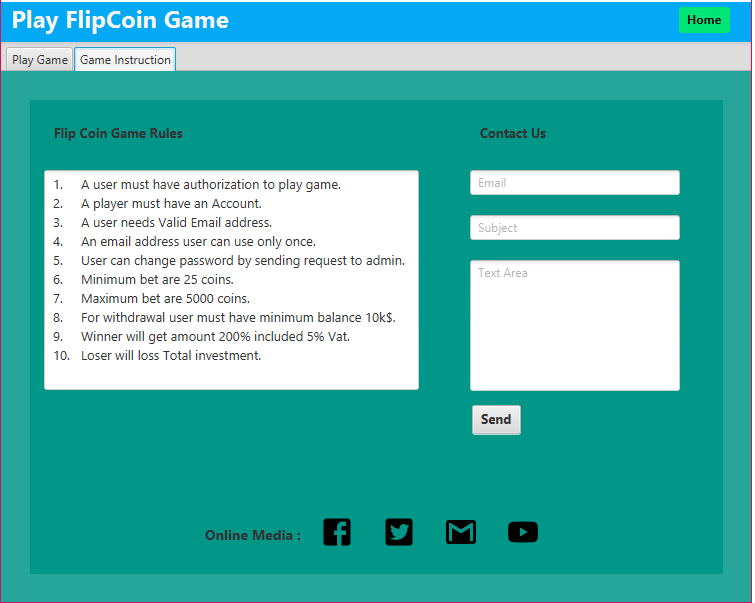 Play FlipCoin Game
Home
Play Game
Game Instruction
Flip Coin Game Rules
1. A user must have authorization to play game.
2. A player must have an Account.
3. A user needs Valid Email address.
4. An email address user can use only once.
5. User can change password by sending request to admin.
6. Minimum bet are 25 coins.
7. Maximum bet are 5000 coins.
8. For withdrawal user must have minimum balance 10k$.
9. Winner will get amount 200% included 5% Vat.
10. Loser will loss Total investment.
Contact Us
Email
Subject
Text Area
Send
Online Media :